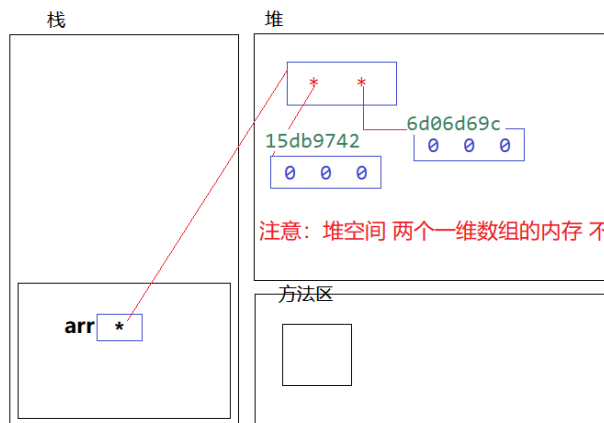 栈
堆
* *
6d06d69c
15db9742
0 0 0
0 0 0
注意：堆空间 两个一维数组的内存 不
方法区
arr *